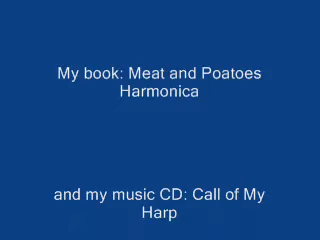 My book: Meat and Poatoes
Harmonica
and my music CD: Call of My
Harp